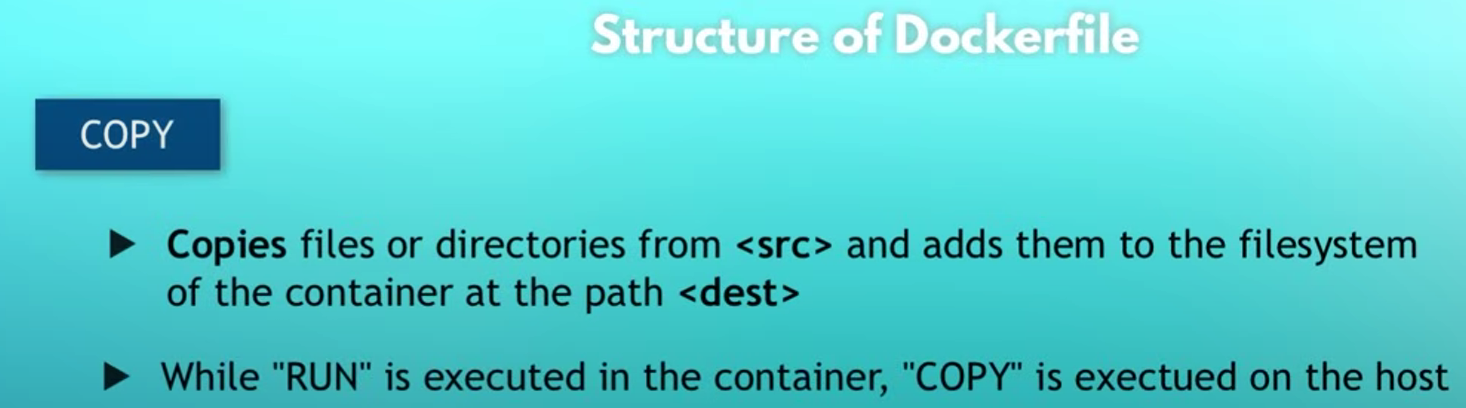 Structure of Dockerfile
COPY
Copies files or directories from <src> and adds them to the filesystem
of the container at the path <dest>
While "RUN" is executed in the container, "COPY" is exectued on the host